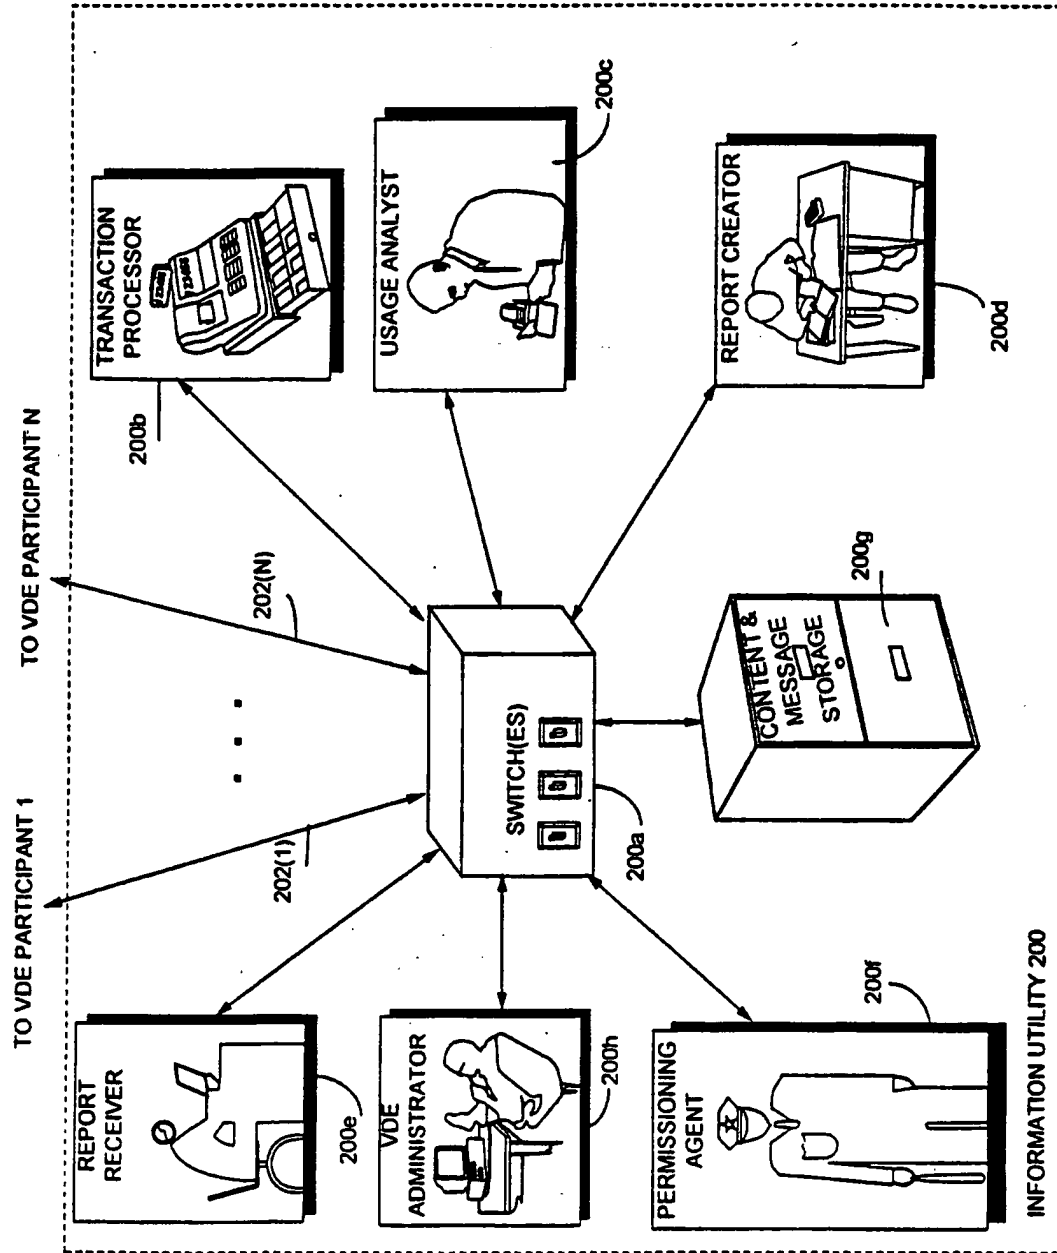 TO VDE PARTICIPANT 1
TO VDE PARTICIPANT N
202(1)
202(N)
REPORT
RECEIVER
200e
TRANSACTION
PROCESSOR
200b
VDE
ADMINISTRATOR
200h
SWITCH(ES)
200a
USAGE ANALYST
200c
PERMISSIONING
AGENT
200f
CONTENT &
MESSAGE
STORAGE
200g
REPORT CREATOR
200d
INFORMATION UTILITY 200